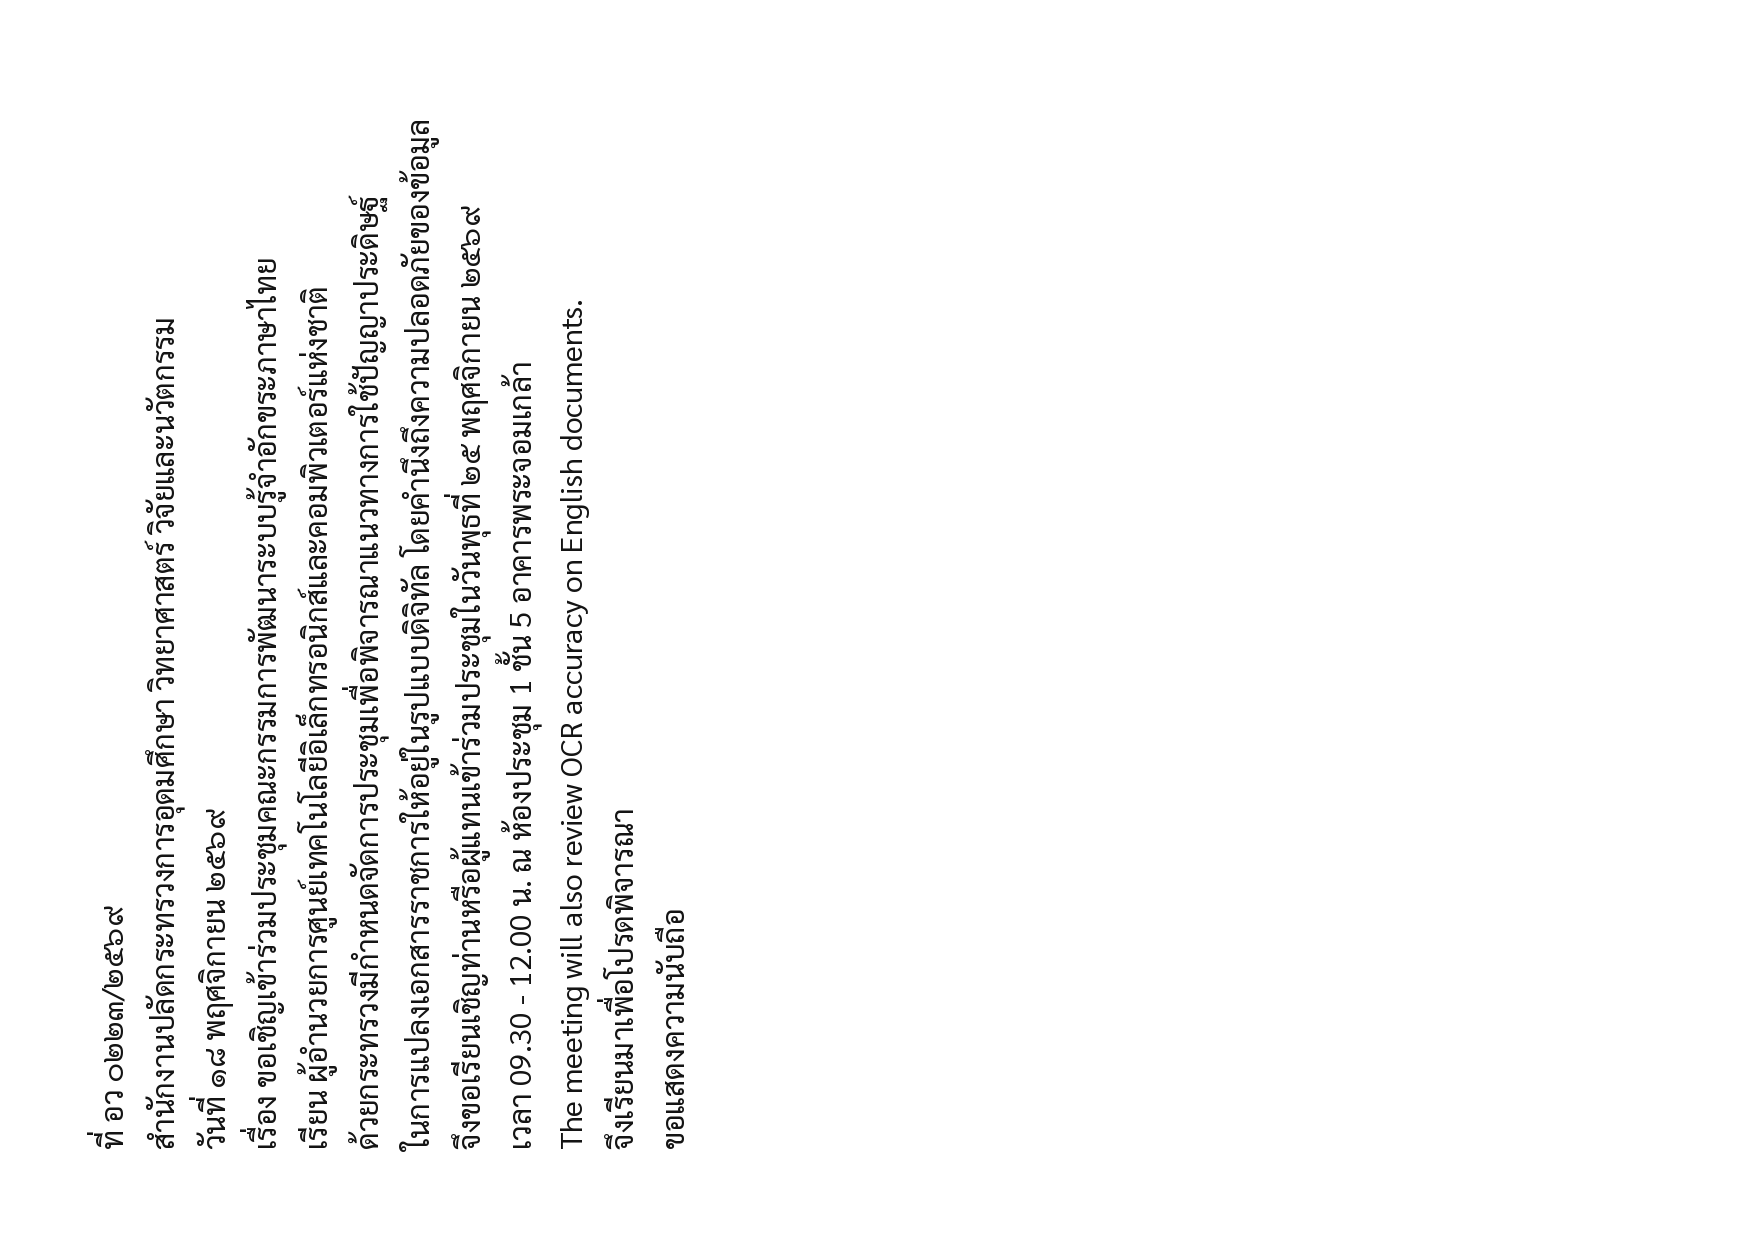 ที่ อว ๐๒๒๓/๒๕๖๙
สำนักงานปลัดกระทรวงการอุดมศึกษา วิทยาศาสตร์ วิจัยและนวัตกรรม
วันที่ ๑๘ พฤศจิกายน ๒๕๖๙
เรื่อง ขอเชิญเข้าร่วมประชุมคณะกรรมการพัฒนาระบบรู้จำอักขระภาษาไทย
เรียน ผู้อำนวยการศูนย์เทคโนโลยีอิเล็กทรอนิกส์และคอมพิวเตอร์แห่งชาติ
ด้วยกระทรวงมีกำหนดจัดการประชุมเพื่อพิจารณาแนวทางการใช้ปัญญาประดิษฐ์
ในการแปลงเอกสารราชการให้อยู่ในรูปแบบดิจิทัล โดยคำนึงถึงความปลอดภัยของข้อมูล
จึงขอเรียนเชิญท่านหรือผู้แทนเข้าร่วมประชุมในวันพุธที่ ๒๕ พฤศจิกายน ๒๕๖๙
เวลา 09.30 - 12.00 น. ณ ห้องประชุม 1 ชั้น 5 อาคารพระจอมเกล้า
The meeting will also review OCR accuracy on English documents.
จึงเรียนมาเพื่อโปรดพิจารณา
ขอแสดงความนับถือ